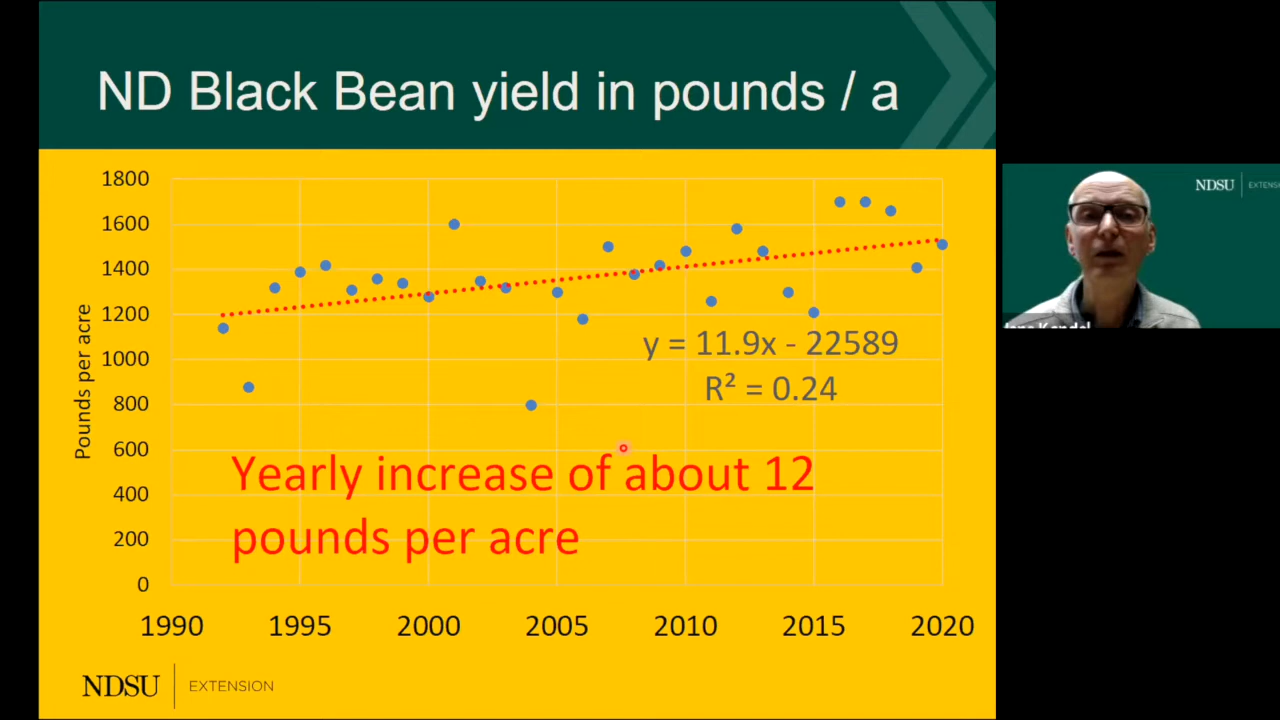 ND Black Bean yield in pounds / a
1800
1600
1400
1200
1000
800
600
400
200
0
Pounds per acre
y = 11.9x - 22589
R² = 0.24
Yearly increase of about 12
pounds per acre
1990 1995 2000 2005 2010 2015 2020
NDSU EXTENSION
NDSU